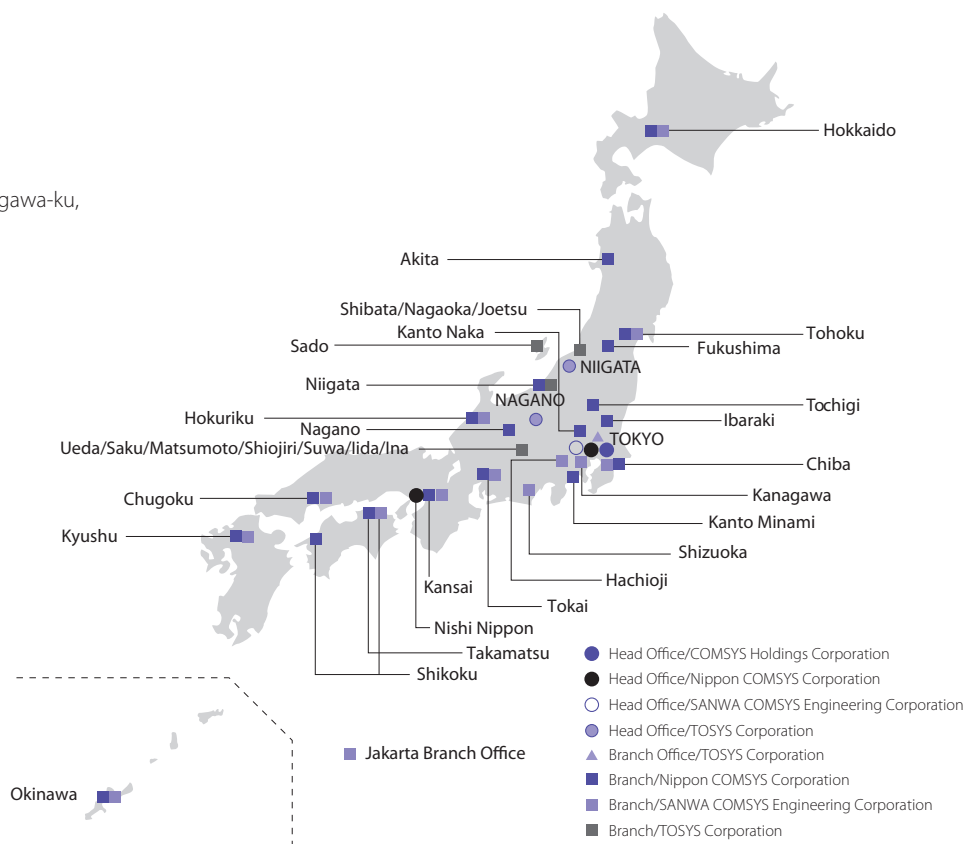 Hokkaido
gawa-ku,
Akita
Shibata/Nagaoka/Joetsu
Kanto Naka
Tohoku
Sado
Fukushima
NIIGATA
Niigata
NAGANO
Tochigi
Hokuriku
Ibaraki
Nagano
TOKYO
Ueda/Saku/Matsumoto/Shiojiri/Suwa/Iida/Ina
Chiba
Chugoku
Kanagawa
Kanto Minami
Kyushu
Shizuoka
Kansai
Hachioji
Tokai
Nishi Nippon
Takamatsu
Shikoku
Head Office/COMSYS Holdings Corporation
Head Office/Nippon COMSYS Corporation
Head Office/SANWA COMSYS Engineering Corporation
Head Office/TOSYS Corporation
Branch Office/TOSYS Corporation
Branch/Nippon COMSYS Corporation
Branch/SANWA COMSYS Engineering Corporation
Branch/TOSYS Corporation
Jakarta Branch Office
Okinawa